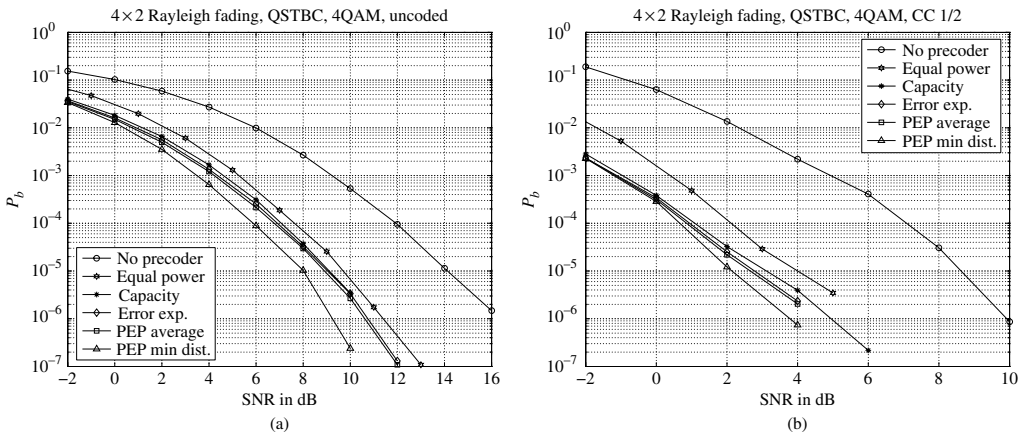 4×2 Rayleigh fading, QSTBC, 4QAM, uncoded
10^0
10^−1
10^−2
10^−3
10^−4
10^−5
10^−6
10^−7
P_b
No precoder
Equal power
Capacity
Error exp.
PEP average
PEP min dist.
−2 0 2 4 6 8 10 12 14 16
SNR in dB
(a)
4×2 Rayleigh fading, QSTBC, 4QAM, CC 1/2
10^0
10^−1
10^−2
10^−3
10^−4
10^−5
10^−6
10^−7
P_b
No precoder
Equal power
Capacity
Error exp.
PEP average
PEP min dist.
−2 0 2 4 6 8 10
SNR in dB
(b)